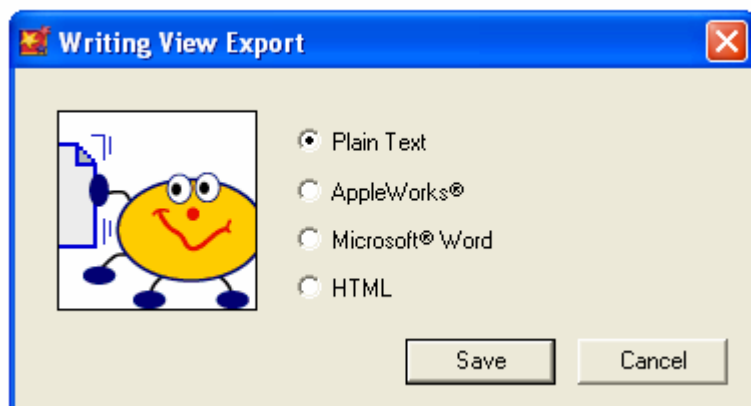 Writing View Export
Plain Text
AppleWorks®
Microsoft® Word
HTML
Save Cancel